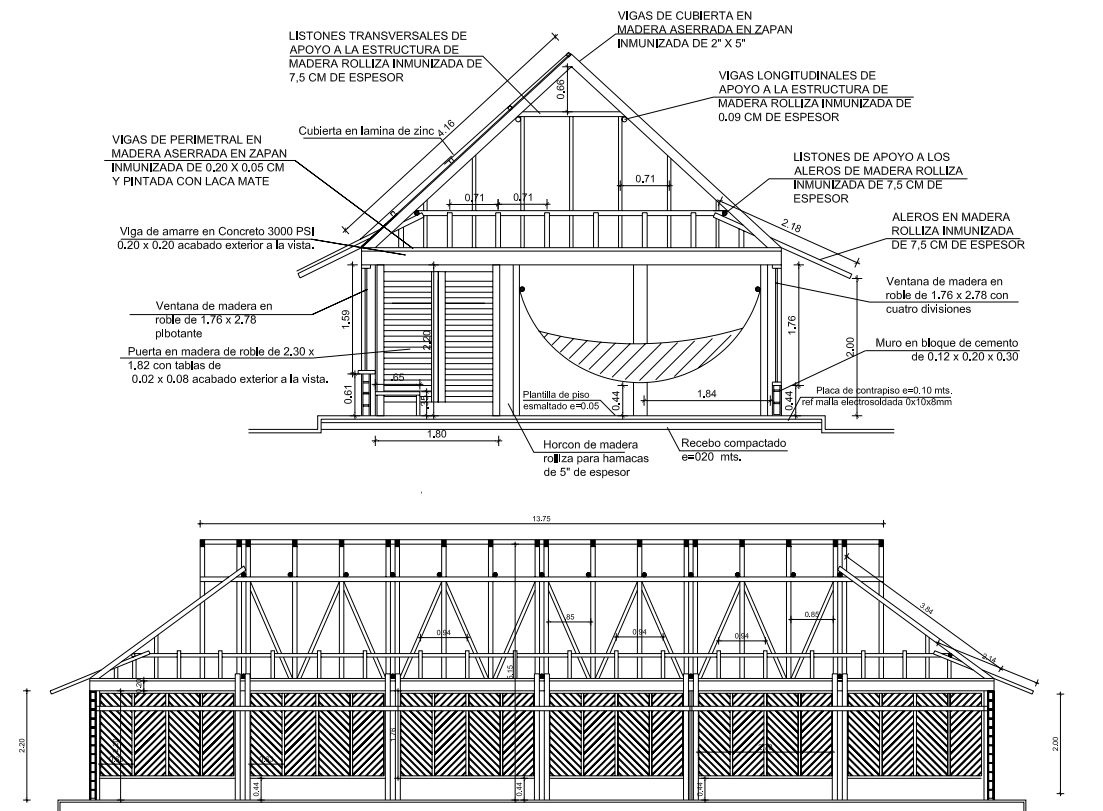 VIGAS DE CUBIERTA EN
MADERA ASERRADA EN ZAPAN
INMUNIZADA DE 2" X 5"
LISTONES TRANSVERSALES DE
APOYO A LA ESTRUCTURA DE
MADERA ROLLIZA INMUNIZADA DE
7,5 CM DE ESPESOR
VIGAS LONGITUDINALES DE
APOYO A LA ESTRUCTURA DE
MADERA ROLLIZA INMUNIZADA DE
0.09 CM DE ESPESOR
0.66
4.16
Cubierta en lamina de zinc
VIGAS DE PERIMETRAL EN
MADERA ASERRADA EN ZAPAN
INMUNIZADA DE 0.20 X 0.05 CM
Y PINTADA CON LACA MATE
LISTONES DE APOYO A LOS
ALEROS DE MADERA ROLLIZA
INMUNIZADA DE 7,5 CM DE
ESPESOR
0.71
0.71
0.71
2.18
ALEROS EN MADERA
ROLLIZA INMUNIZADA
DE 7,5 CM DE ESPESOR
Viga de amarre en Concreto 3000 PSI
0.20 x 0.20 acabado exterior a la vista.
Ventana de madera en
roble de 1.76 x 2.78
pibotante
Ventana de madera en
roble de 1.76 x 2.78 con
cuatro divisiones
1.59
2.20
1.76
2.00
Puerta en madera de roble de 2.30 x
1.82 con tablas de
0.02 x 0.08 acabado exterior a la vista.
Muro en bloque de cemento
de 0.12 x 0.20 x 0.30
.65
.35
0.61
Plantilla de piso
esmaltado e=0.05
0.44
1.84
0.44
Placa de contrapiso e=0.10 mts.
ref malla electrosoldada 0x10x8mm
1.80
Horcon de madera
rolliza para hamacas
de 5" de espesor
Recebo compactado
e=020 mts.
13.75
3.84
2.14
0.94
.85
0.94
0.94
0.85
0.20
2.20
1.76
2.00
0.44
0.44
0.44